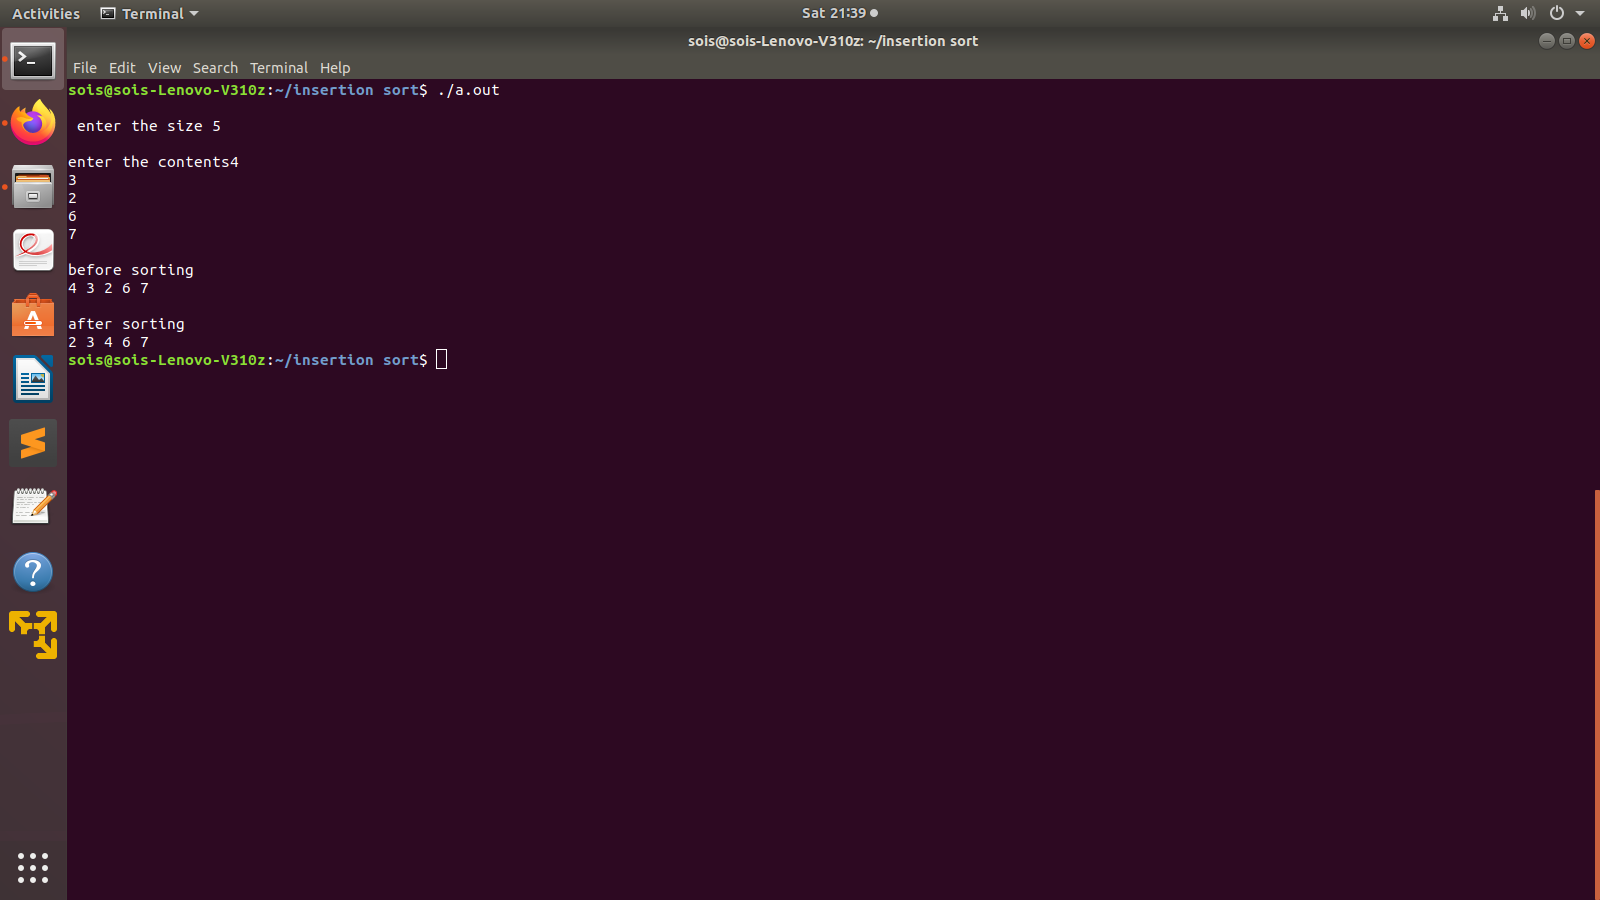 Activities Terminal Sat 21:39
sois@sois-Lenovo-V310z: ~/insertion sort
File Edit View Search Terminal Help
sois@sois-Lenovo-V310z:~/insertion sort$ ./a.out
enter the size 5
enter the contents4
3
2
6
7
before sorting
4 3 2 6 7
after sorting
2 3 4 6 7
sois@sois-Lenovo-V310z:~/insertion sort$